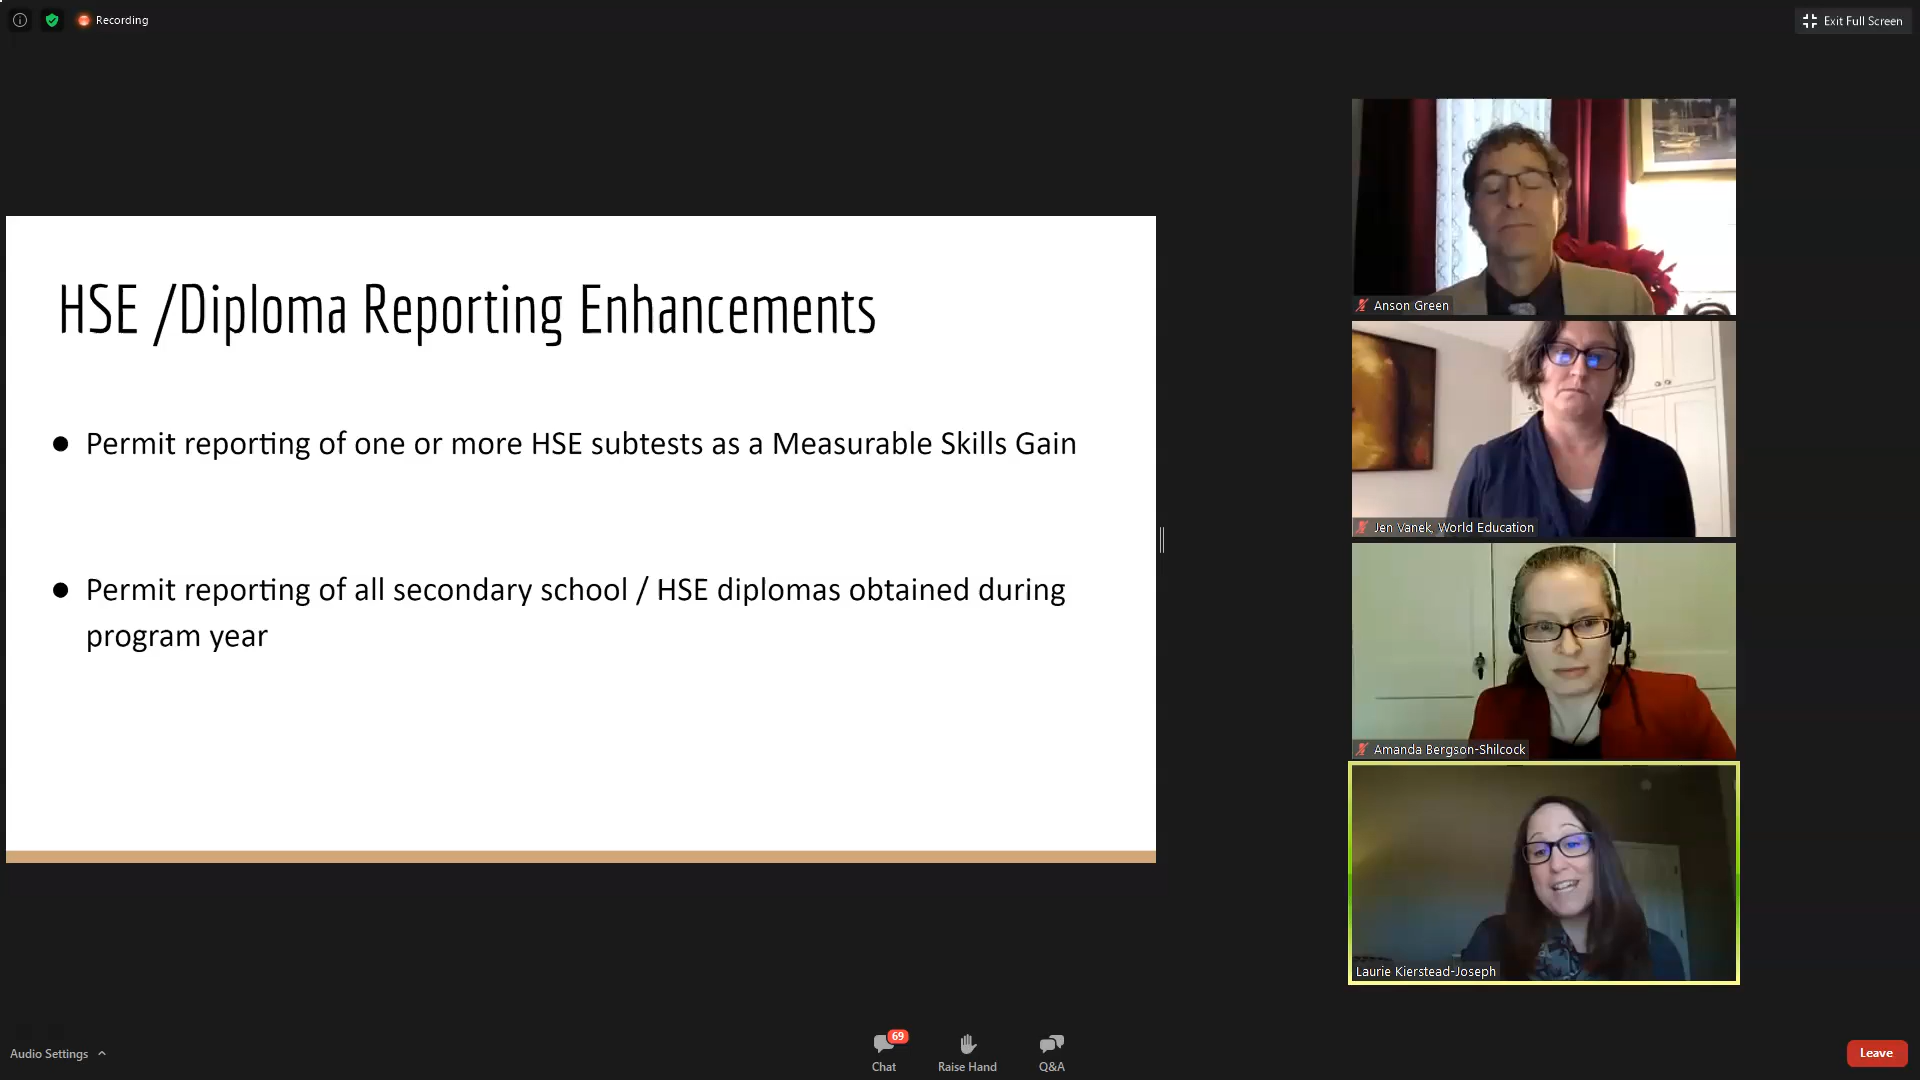 Recording
Exit Full Screen
HSE /Diploma Reporting Enhancements
● Permit reporting of one or more HSE subtests as a Measurable Skills Gain
● Permit reporting of all secondary school / HSE diplomas obtained during
program year
Anson Green
Jen Vanek, World Education
Amanda Bergson-Shilcock
Laurie Kierstead-Joseph
Audio Settings
69
Chat
Raise Hand
Q&A
Leave